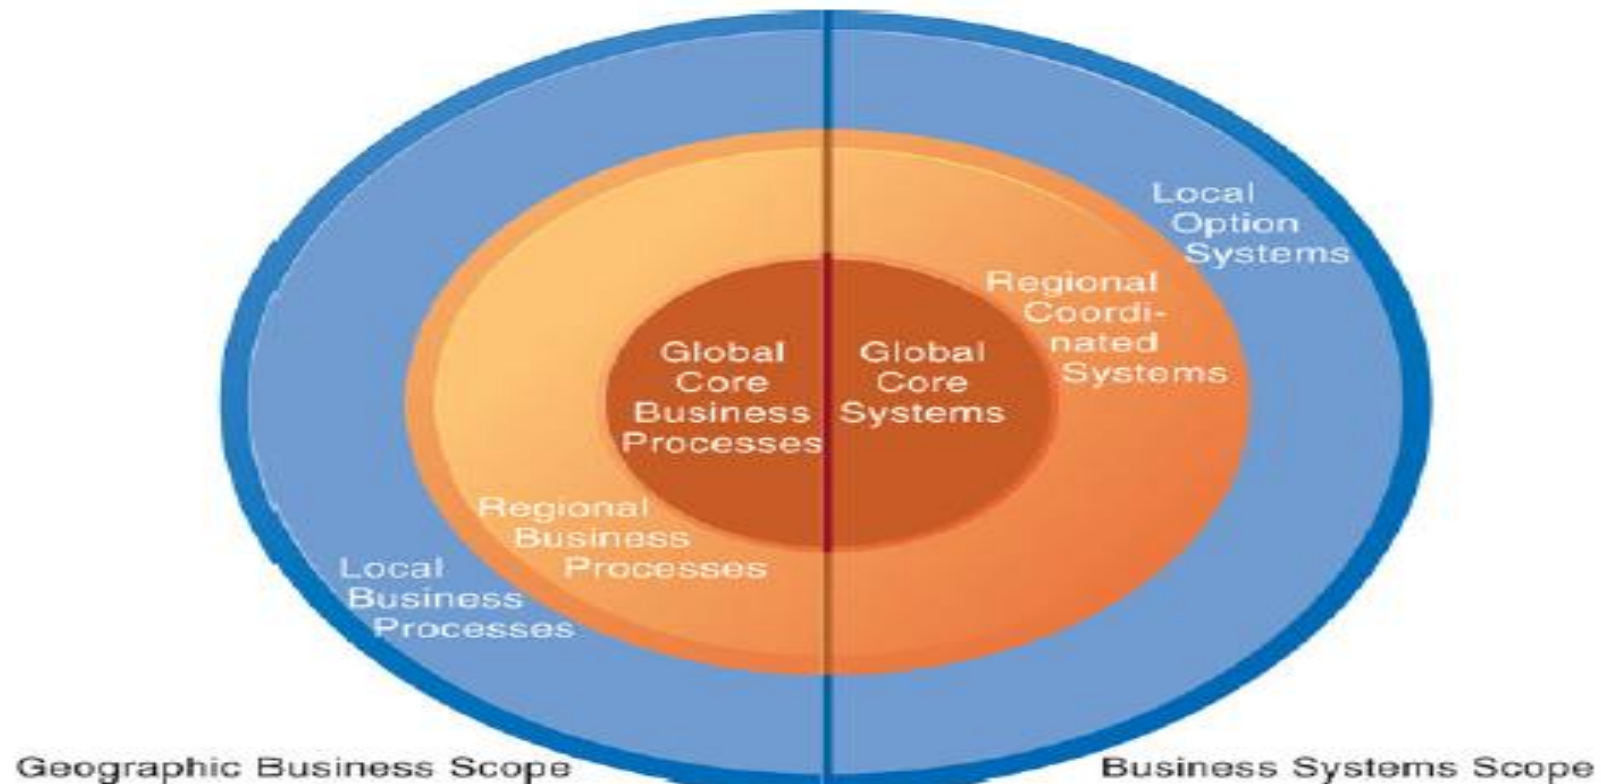 Local
Option
Systems
Regional
Coordi-
nated
Systems
Global
Core
Business
Processes
Global
Core
Systems
Regional
Business
Processes
Local
Business
Processes
Geographic Business Scope
Business Systems Scope